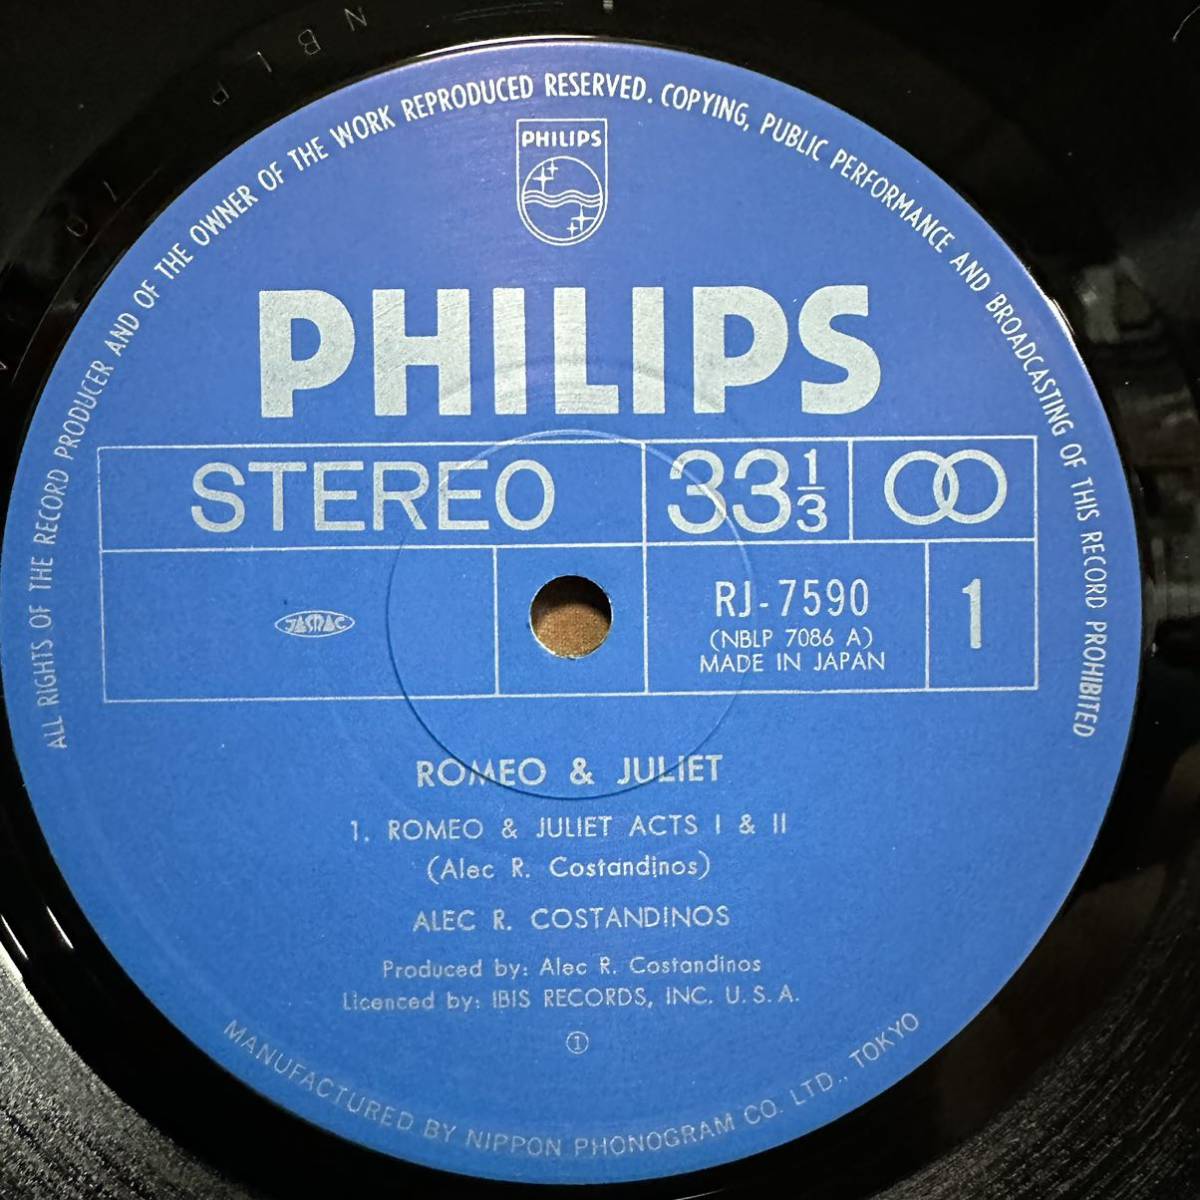 ALL RIGHTS OF THE RECORD PRODUCER AND OF THE OWNER OF THE WORK REPRODUCED RESERVED. COPYING, PUBLIC PERFORMANCE AND BROADCASTING OF THIS RECORD PROHIBITED
PHILIPS
PHILIPS
STEREO 33 1/3
JASRAC
RJ-7590
(NBLP 7086 A)
MADE IN JAPAN
1
ROMEO & JULIET
1. ROMEO & JULIET ACTS I & II
(Alec R. Costandinos)
ALEC R. COSTANDINOS
Produced by: Alec R. Costandinos
Licenced by: IBIS RECORDS, INC. U.S.A.
①
MANUFACTURED BY NIPPON PHONOGRAM CO. LTD., TOKYO